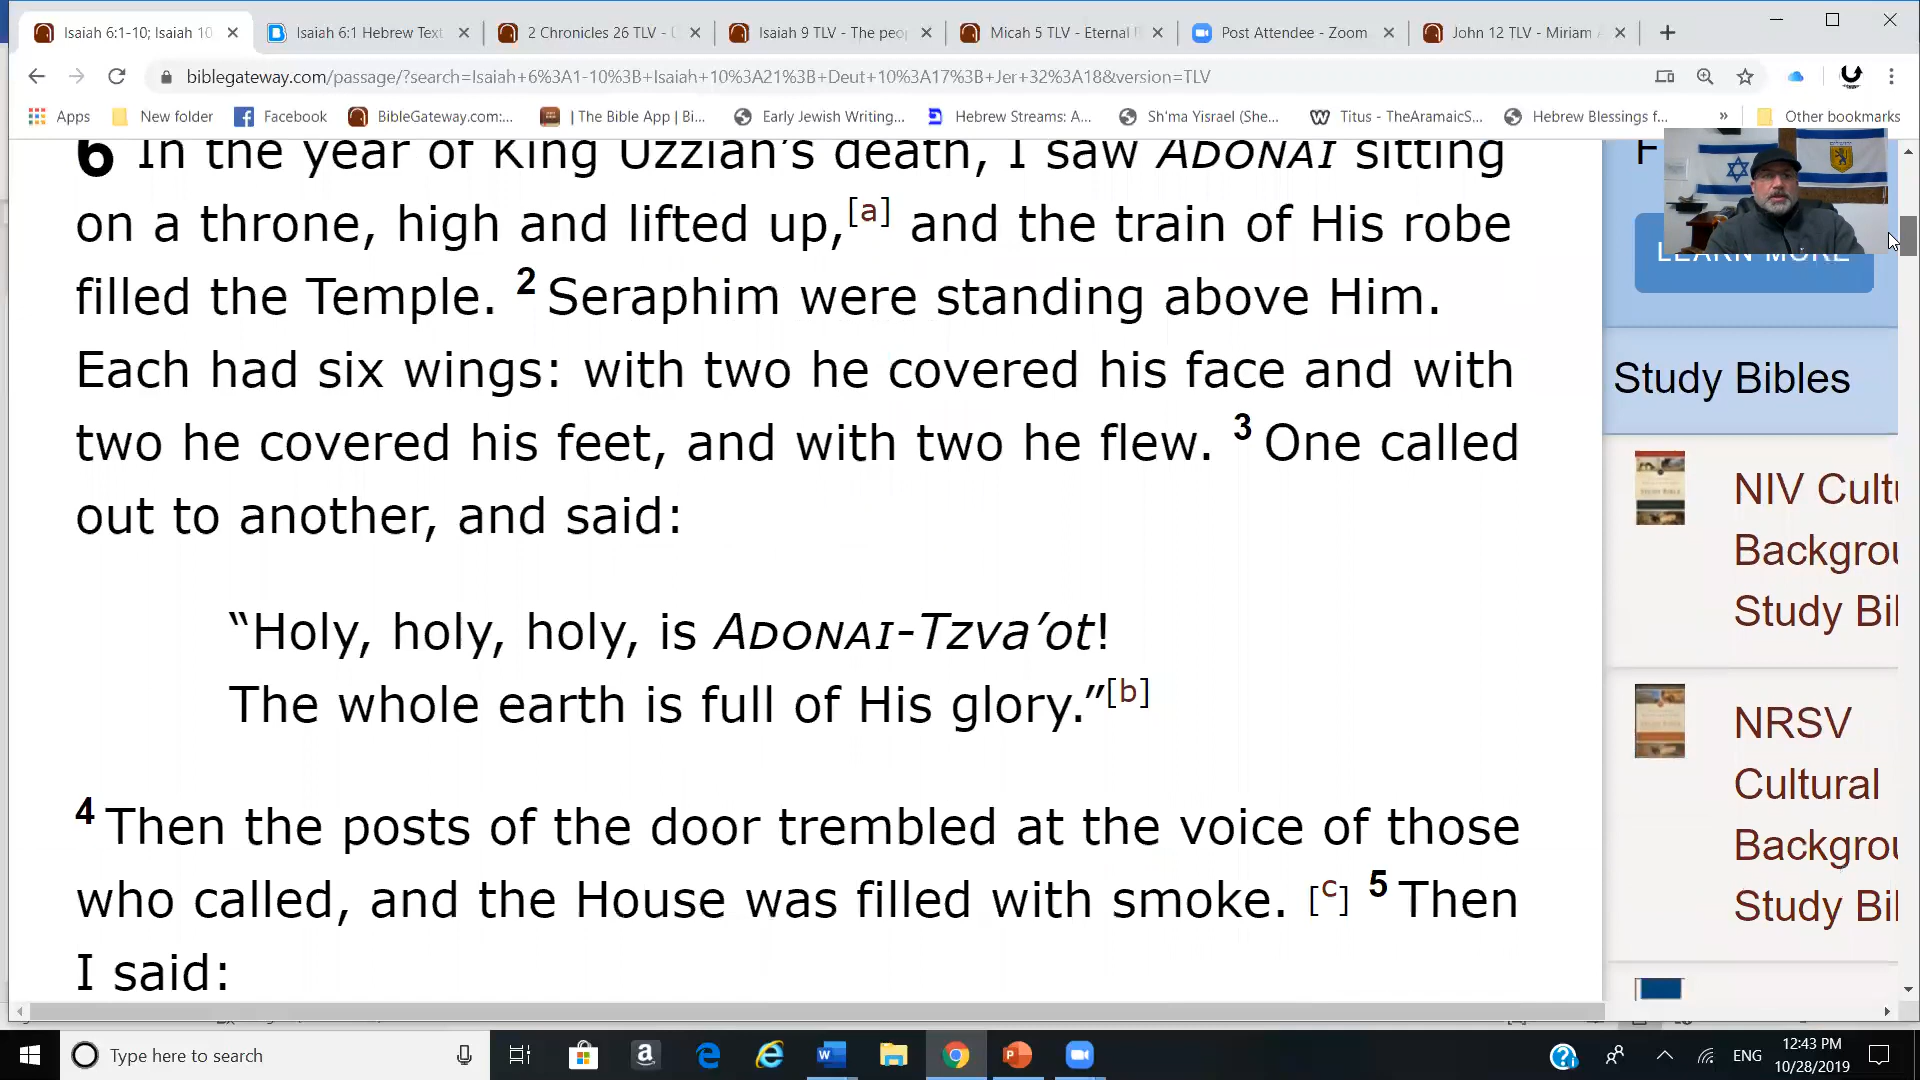 Isaiah 6:1-10; Isaiah 10
Isaiah 6:1 Hebrew Text
2 Chronicles 26 TLV -
Isaiah 9 TLV - The peo
Micah 5 TLV - Eternal
Post Attendee - Zoom
John 12 TLV - Miriam
biblegateway.com/passage/?search=Isaiah+6%3A1-10%3B+Isaiah+10%3A21%3B+Deut+10%3A17%3B+Jer+32%3A18&version=TLV
Apps
New folder
Facebook
BibleGateway.com:...
| The Bible App | Bi...
Early Jewish Writing...
Hebrew Streams: A...
Sh'ma Yisrael (She...
Titus - TheAramaicS...
Hebrew Blessings f...
»
Other bookmarks
6 In the year of King Uzziah’s death, I saw ADONAI sitting
on a throne, high and lifted up,[a] and the train of His robe
filled the Temple. 2 Seraphim were standing above Him.
Each had six wings: with two he covered his face and with
two he covered his feet, and with two he flew. 3 One called
out to another, and said:
“Holy, holy, holy, is ADONAI-Tzva’ot!
The whole earth is full of His glory.”[b]
4 Then the posts of the door trembled at the voice of those
who called, and the House was filled with smoke. [c] 5 Then
I said:
F
LEARN MORE
Study Bibles
NIV Cultu
Backgrou
Study Bil
NRSV
Cultural
Backgrou
Study Bil
Type here to search
ENG
12:43 PM
10/28/2019